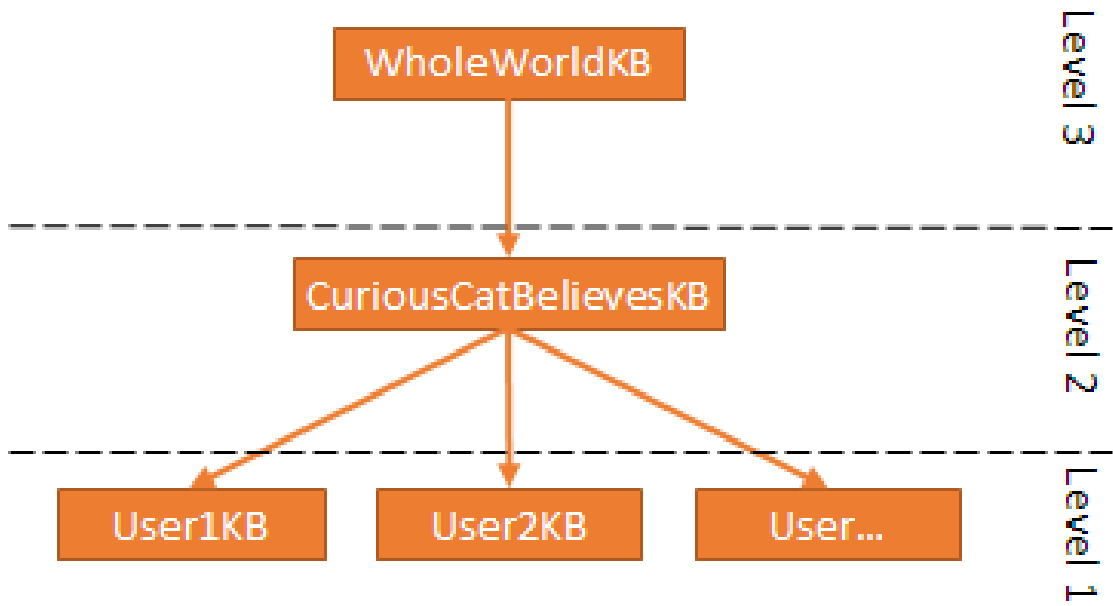 WholeWorldKB
Level 3
CuriousCatBelievesKB
Level 2
User1KB
User2KB
User...
Level 1